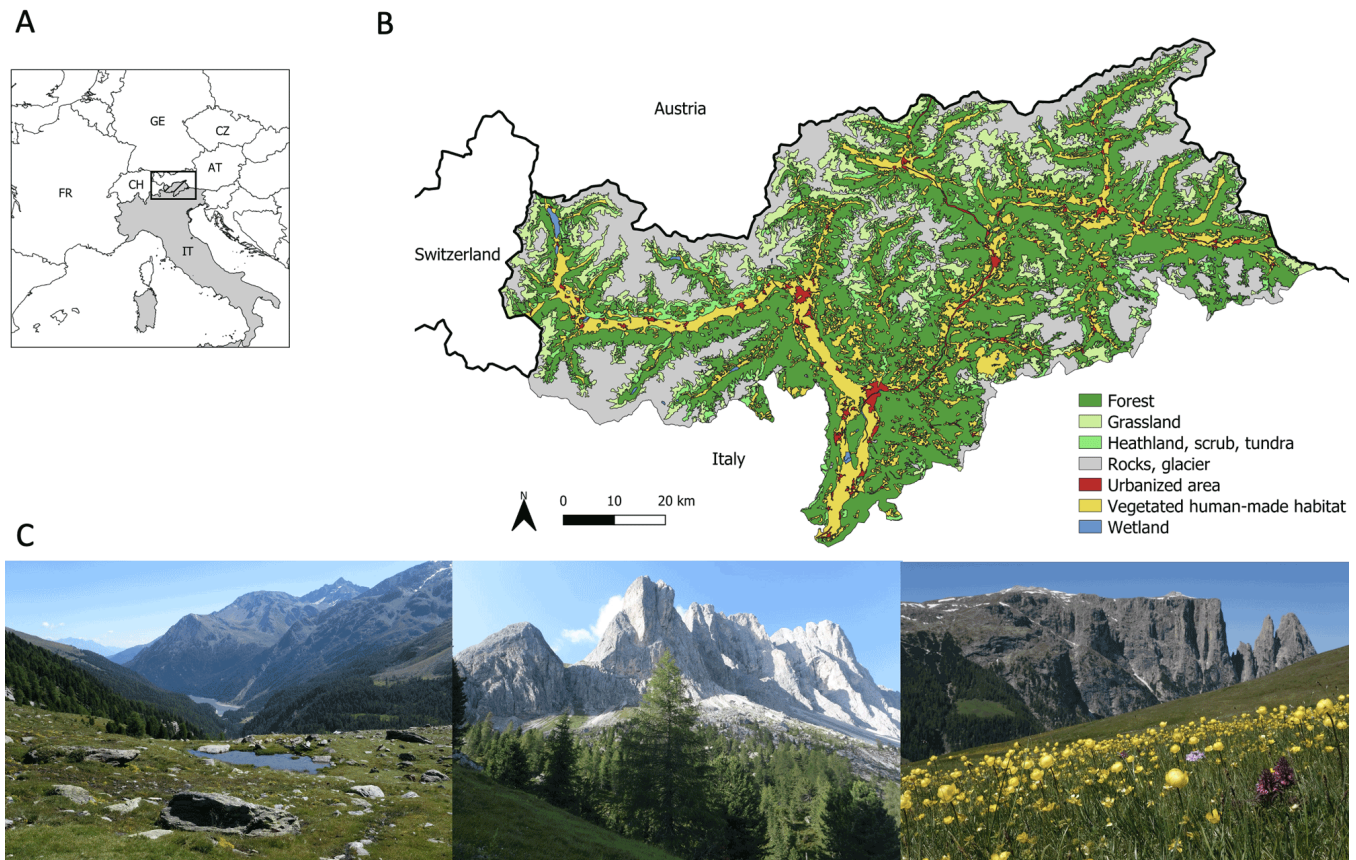 A
GE
CZ
AT
CH
FR
IT
B
Austria
Switzerland
Italy
N
0 10 20 km
Forest
Grassland
Heathland, scrub, tundra
Rocks, glacier
Urbanized area
Vegetated human-made habitat
Wetland
C